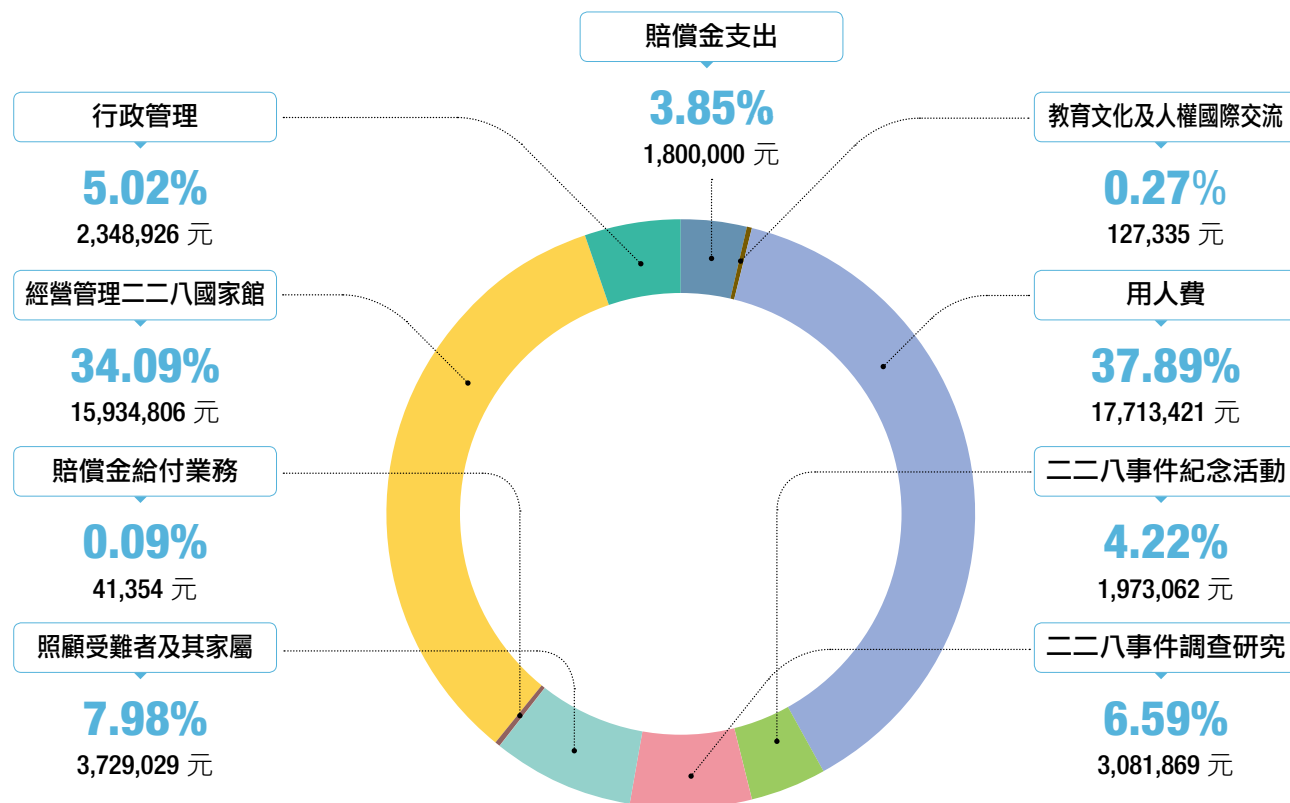 賠償金支出
3.85%
1,800,000 元
行政管理
5.02%
2,348,926 元
經營管理二二八國家館
34.09%
15,934,806 元
賠償金給付業務
0.09%
41,354 元
照顧受難者及其家屬
7.98%
3,729,029 元
教育文化及人權國際交流
0.27%
127,335 元
用人費
37.89%
17,713,421 元
二二八事件紀念活動
4.22%
1,973,062 元
二二八事件調查研究
6.59%
3,081,869 元